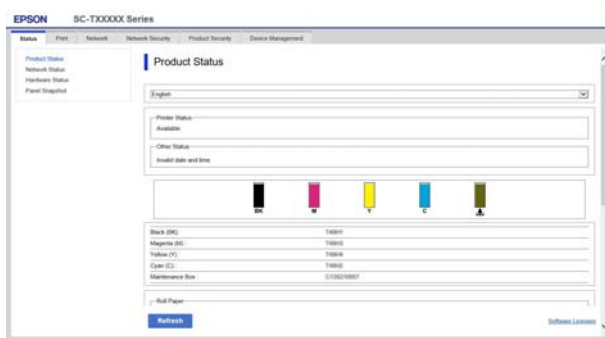 EPSON SC-TXXXXX Series
Status Print Network Network Security Product Security Device Management
Product Status
Network Status
Hardware Status
Panel Snapshot
Product Status
English
Printer Status
Available
Other Status
Invalid date and time.
BK M Y C
Black (BK) :
Magenta (M) :
Yellow (Y) :
Cyan (C) :
Maintenance Box :
Roll Paper
Refresh
Software Licenses